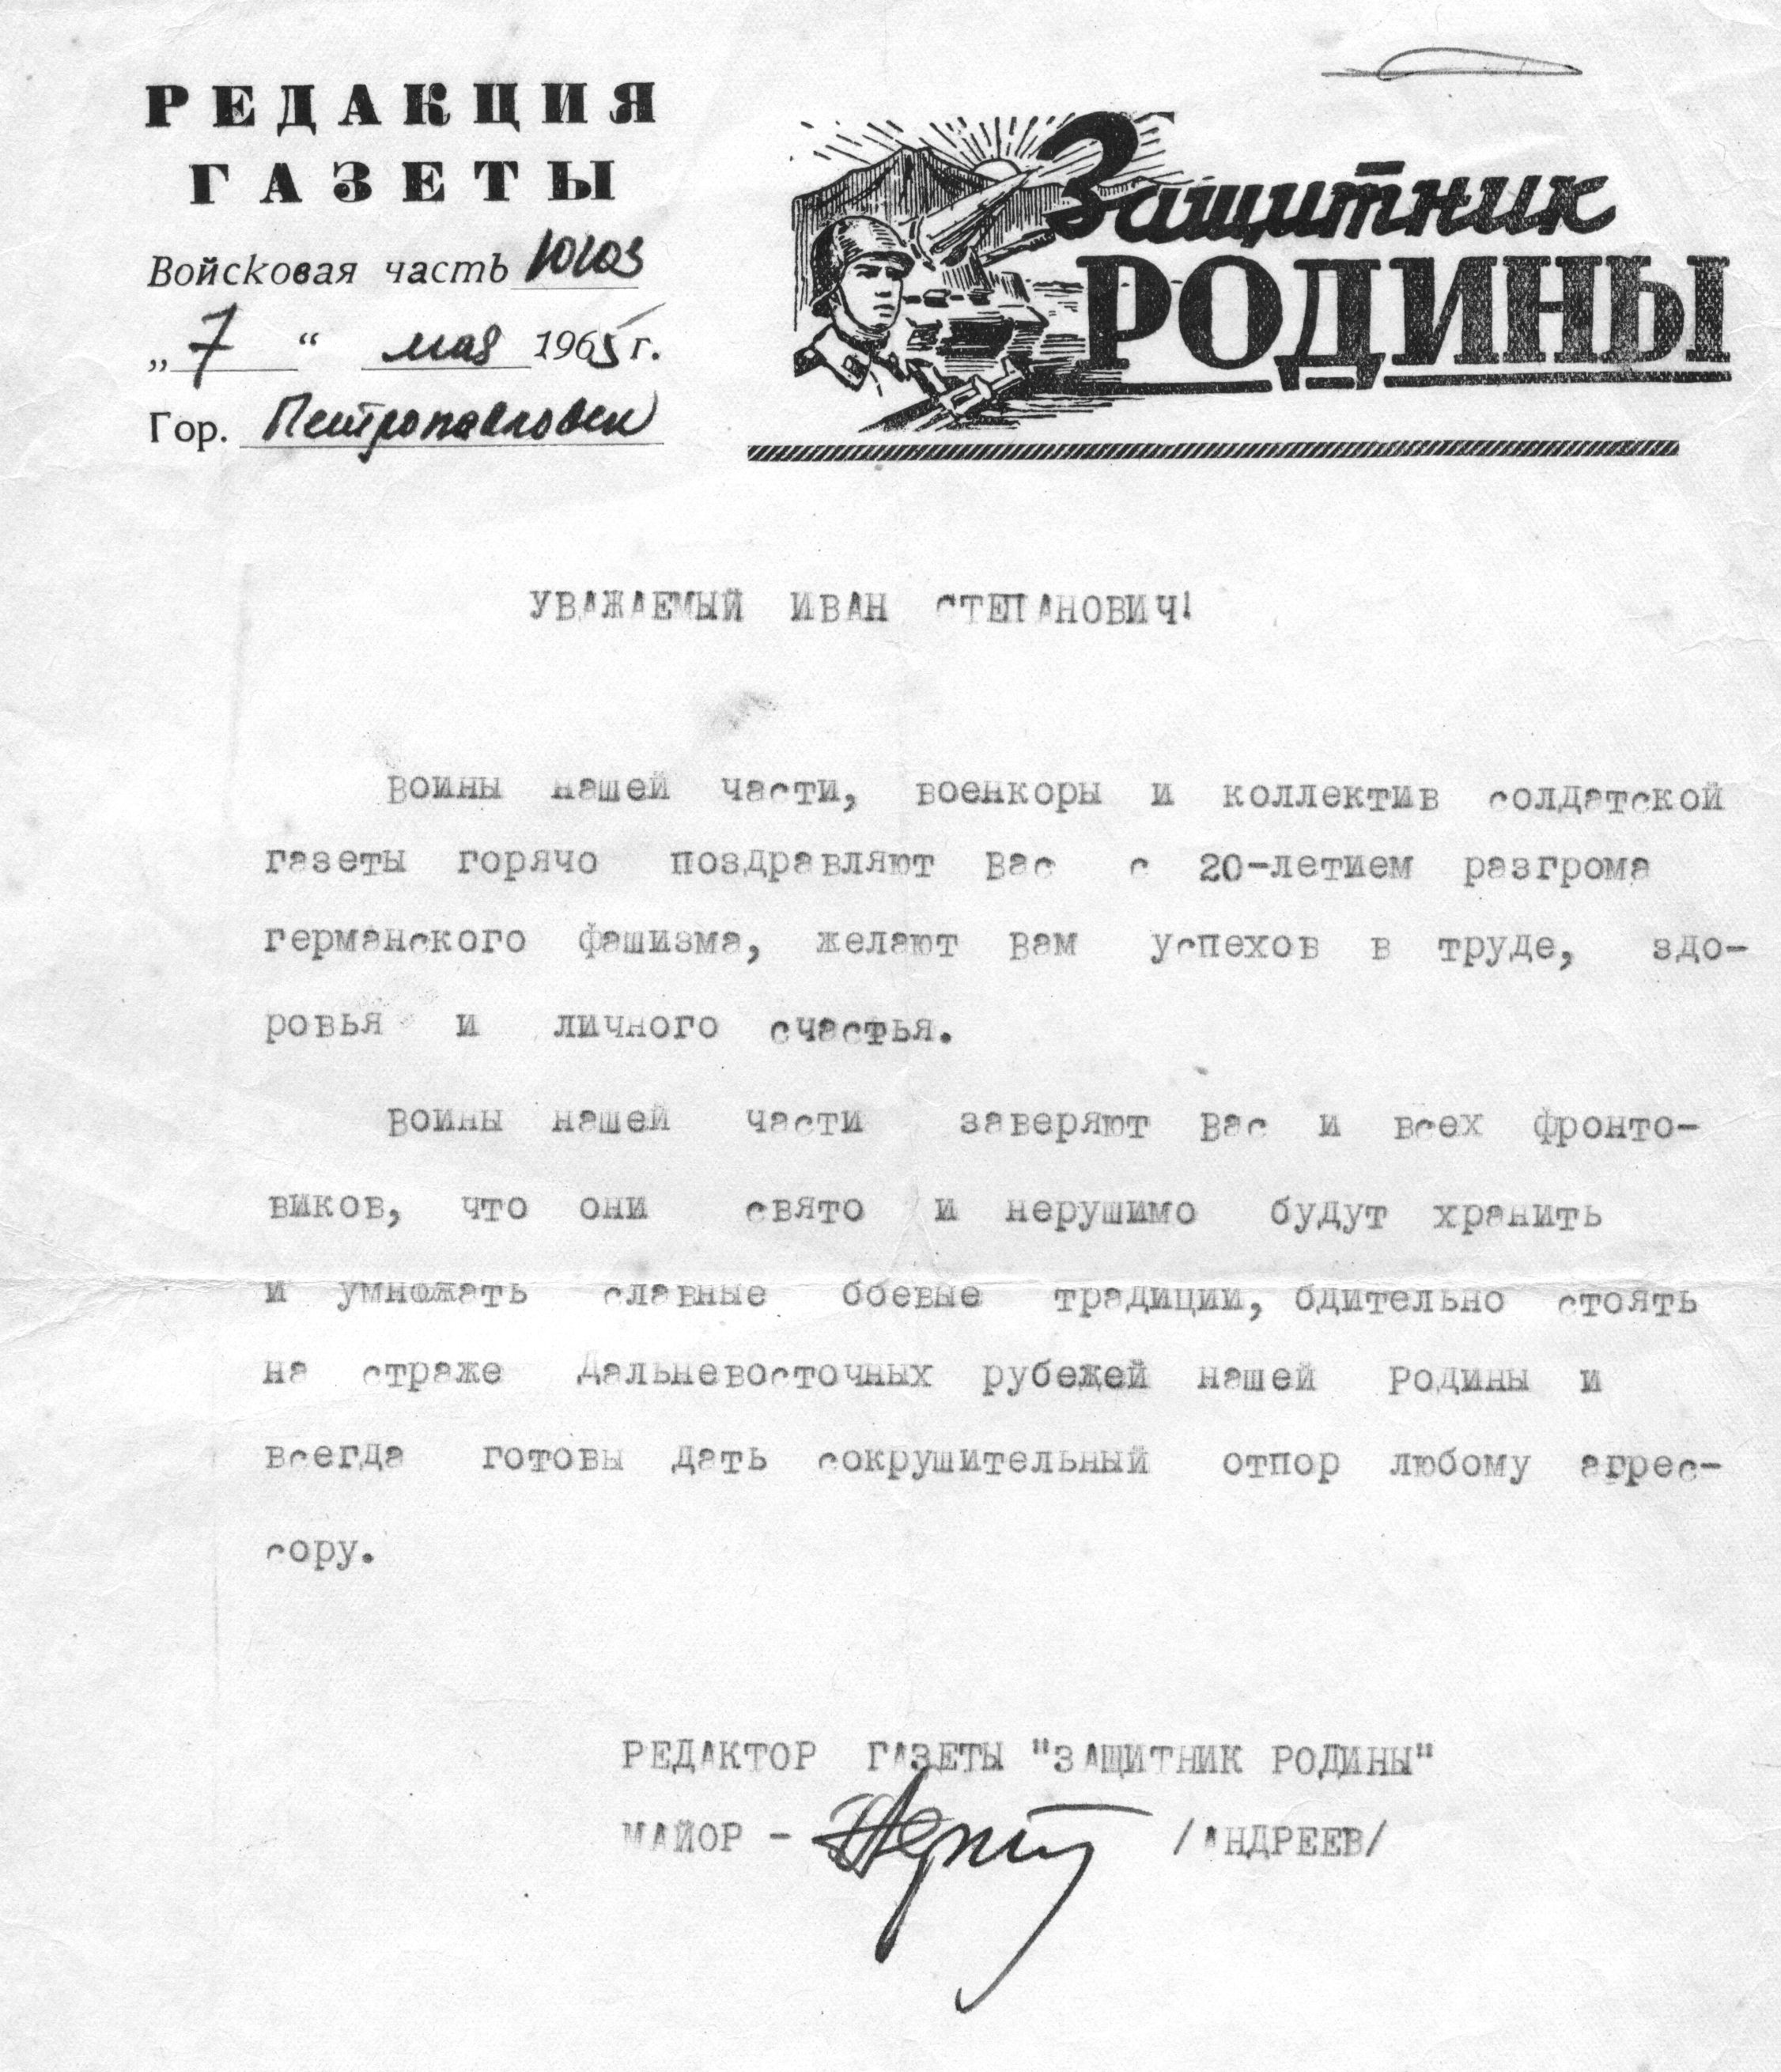 РЕДАКЦИЯ
ГАЗЕТЫ
Войсковая часть 10103
„ 7 “ мая 1965 г.
Гор. Петропавловск
Защитник
РОДИНЫ
УВАЖАЕМЫЙ ИВАН СТЕПАНОВИЧ!
Воины нашей части, военкоры и коллектив солдатской
газеты горячо поздравляют Вас с 20-летием разгрома
германского фашизма, желают Вам успехов в труде, здо-
ровья и личного счастья.
Воины нашей части заверяют Вас и всех фронто-
виков, что они свято и нерушимо будут хранить
и умножать славные боевые традиции, бдительно стоять
на страже Дальневосточных рубежей нашей Родины и
всегда готовы дать сокрушительный отпор любому агрес-
сору.
РЕДАКТОР ГАЗЕТЫ "ЗАЩИТНИК РОДИНЫ"
МАЙОР - /АНДРЕЕВ/